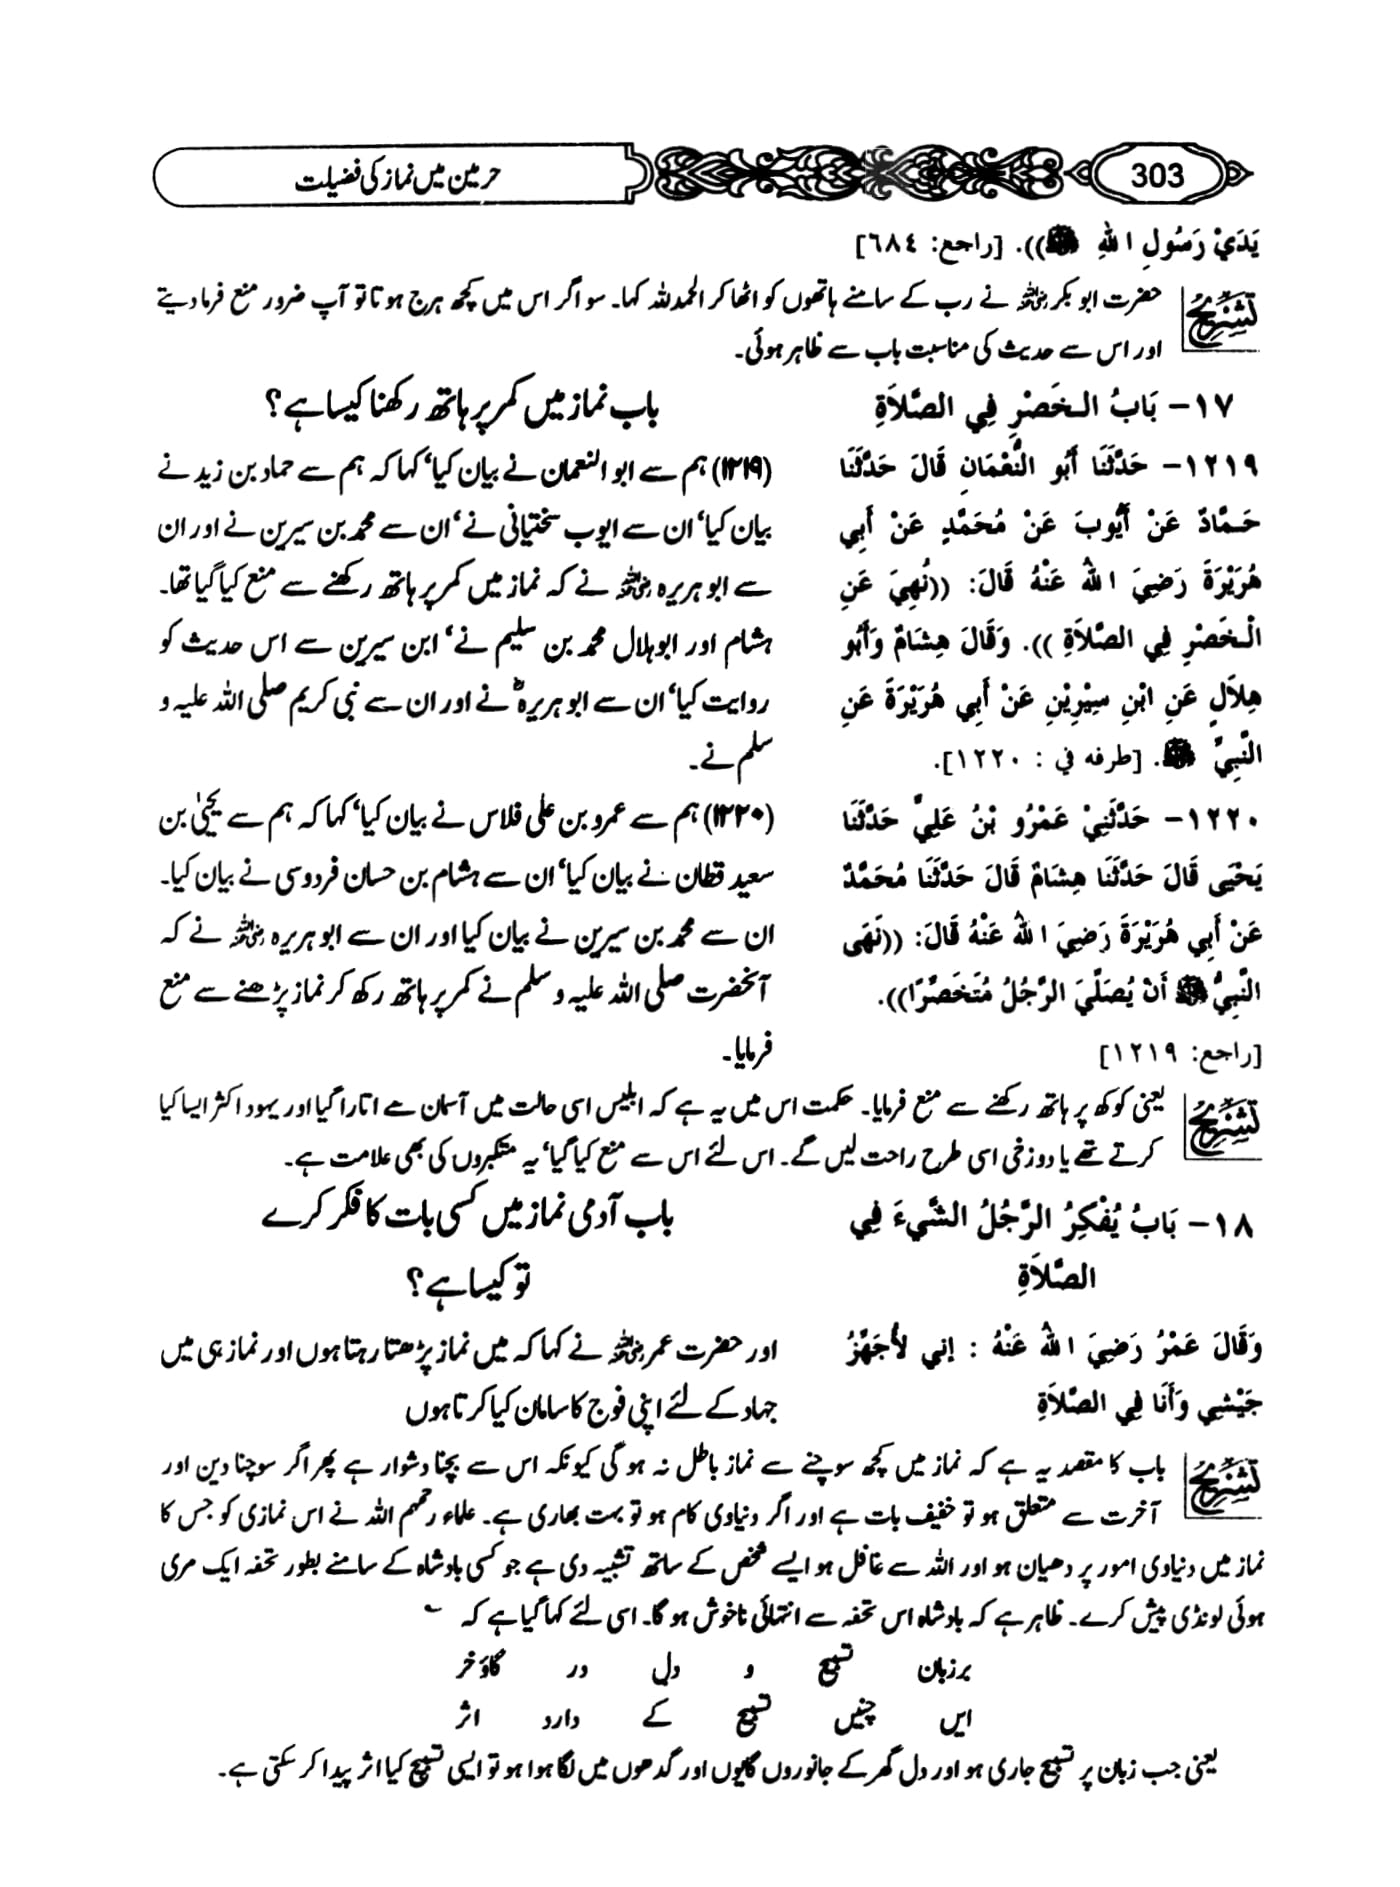 حرمین میں نماز کی فضیلت
303
يَدَيْ رَسُولِ اللهِ ﷺ)). [راجع: ٦٨٤]
تشریح
حضرت ابو بکر رضی اللہ عنہ نے رب کے سامنے ہاتھوں کو اٹھا کر الحمدللہ کہا۔ سو اگر اس میں کچھ ہرج ہوتا تو آپ ضرور منع فرما دیتے
اور اس سے حدیث کی مناسبت باب سے ظاہر ہوئی۔
١٧- بَابُ الْخَصْرِ فِي الصَّلاَةِ
١٢١٩- حَدَّثَنَا أَبُو النُّعْمَانِ قَالَ حَدَّثَنَا
حَمَّادٌ عَنْ أَيُّوبَ عَنْ مُحَمَّدٍ عَنْ أَبِي
هُرَيْرَةَ رَضِيَ اللهُ عَنْهُ قَالَ: ((نُهِيَ عَنِ
الْخَصْرِ فِي الصَّلاَةِ)). وَقَالَ هِشَامٌ وَأَبُو
هِلاَلٍ عَنِ ابْنِ سِيْرِيْنِ عَنْ أَبِي هُرَيْرَةَ عَنِ
النَّبِيِّ ﷺ. [طرفه في : ١٢٢٠].
١٢٢٠- حَدَّثَنِيْ عَمْرُو بْنُ عَلِيٍّ حَدَّثَنَا
يَحْيَى قَالَ حَدَّثَنَا هِشَامٌ قَالَ حَدَّثَنَا مُحَمَّدٌ
عَنْ أَبِي هُرَيْرَةَ رَضِيَ اللهُ عَنْهُ قَالَ: ((نَهَى
النَّبِيُّ ﷺ أَنْ يُصَلِّيَ الرَّجُلُ مُتَخَصِّرًا)).
[راجع: ١٢١٩]
باب نماز میں کمر پر ہاتھ رکھنا کیسا ہے؟
(۱۲۱۹) ہم سے ابو النعمان نے بیان کیا‘ کہا کہ ہم سے حماد بن زید نے
بیان کیا‘ ان سے ایوب سختیانی نے‘ ان سے محمد بن سیرین نے اور ان
سے ابو ہریرہ رضی اللہ عنہ نے کہ نماز میں کمر پر ہاتھ رکھنے سے منع کیا گیا تھا۔
ہشام اور ابوہلال محمد بن سلیم نے‘ ابن سیرین سے اس حدیث کو
روایت کیا‘ ان سے ابو ہریرہؓ نے اور ان سے نبی کریم صلی اللہ علیہ و
سلم نے۔
(۱۲۲۰) ہم سے عمرو بن علی فلاس نے بیان کیا‘ کہا کہ ہم سے یحییٰ بن
سعید قطان نے بیان کیا‘ ان سے ہشام بن حسان فردوسی نے بیان کیا۔
ان سے محمد بن سیرین نے بیان کیا اور ان سے ابو ہریرہ رضی اللہ عنہ نے کہ
آنحضرت صلی اللہ علیہ وسلم نے کمر پر ہاتھ رکھ کر نماز پڑھنے سے منع
فرمایا۔
تشریح
یعنی کوکھ پر ہاتھ رکھنے سے منع فرمایا۔ حکمت اس میں یہ ہے کہ ابلیس اسی حالت میں آسمان سے اتارا گیا اور یہود اکثر ایسا کیا
کرتے تھے یا دوزخی اسی طرح راحت لیں گے۔ اس لئے اس سے منع کیا گیا‘ یہ متکبروں کی بھی علامت ہے۔
١٨- بَابُ يُفْكِرُ الرَّجُلُ الشَّيءَ فِي
الصَّلاَةِ
وَقَالَ عَمْرُ رَضِيَ اللهُ عَنْهُ : إني لأُجَهِّزُ
جَيْشِي وَأَنَا فِي الصَّلاَةِ
باب آدمی نماز میں کسی بات کا فکر کرے
تو کیسا ہے؟
اور حضرت عمر رضی اللہ عنہ نے کہا کہ میں نماز پڑھتا رہتا ہوں اور نماز ہی میں
جہاد کے لئے اپنی فوج کا سامان کیا کرتا ہوں
تشریح
باب کا مقصد یہ ہے کہ نماز میں کچھ سوچنے سے نماز باطل نہ ہو گی کیونکہ اس سے بچنا دشوار ہے پھر اگر سوچنا دین اور
آخرت سے متعلق ہو تو خفیف بات ہے اور اگر دنیاوی کام ہو تو بہت بھاری ہے۔ علماء رحمہم اللہ نے اس نمازی کو جس کا
نماز میں دنیاوی امور پر دھیان ہو اور اللہ سے غافل ہو ایسے شخص کے ساتھ تشبیہ دی ہے جو کسی بادشاہ کے سامنے بطور تحفہ ایک مری
ہوئی لونڈی پیش کرے۔ ظاہر ہے کہ بادشاہ اس تحفہ سے انتہائی ناخوش ہو گا۔ اسی لئے کہا گیا ہے کہ ؎
برزبان تسبیح و دل در گاؤ خر
ایں چنیں تسبیح کے دارد اثر
یعنی جب زبان پر تسبیح جاری ہو اور دل گھر کے جانوروں گایوں اور گدھوں میں لگا ہوا ہو تو ایسی تسبیح کیا اثر پیدا کر سکتی ہے۔